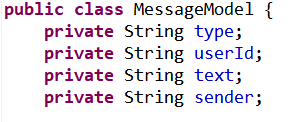 public class MessageModel {
    private String type;
    private String userId;
    private String text;
    private String sender;